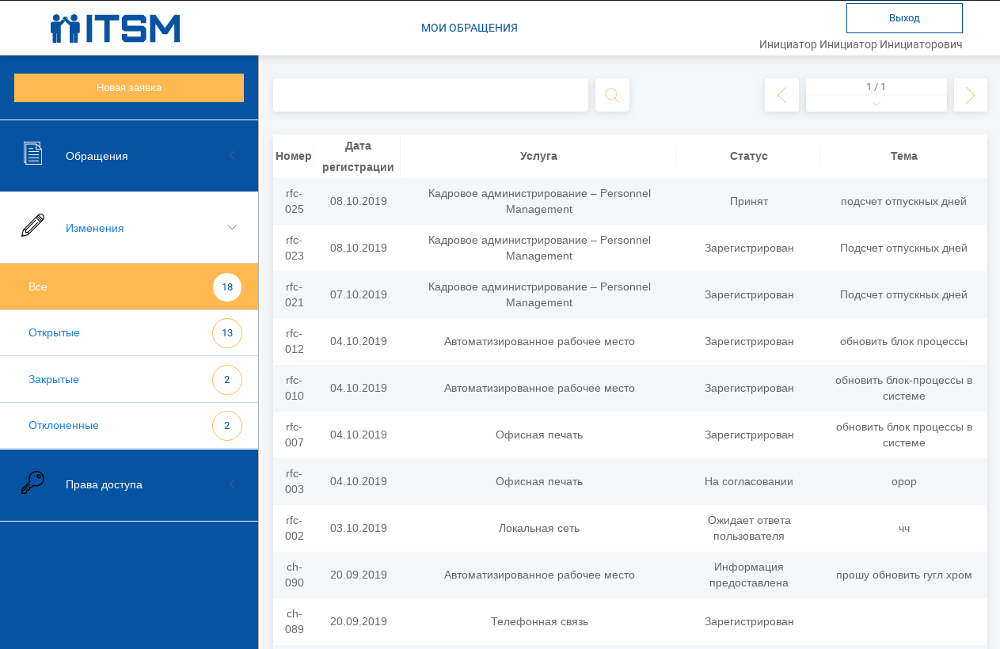 ITSM
МОИ ОБРАЩЕНИЯ
Выход
Инициатор Инициатор Инициаторович
Новая заявка
Обращения
Изменения
Все 18
Открытые 13
Закрытые 2
Отклоненные 2
Права доступа
1 / 1
Номер Дата регистрации Услуга Статус Тема
rfc-025 08.10.2019 Кадровое администрирование – Personnel Management Принят подсчет отпускных дней
rfc-023 08.10.2019 Кадровое администрирование – Personnel Management Зарегистрирован Подсчет отпускных дней
rfc-021 07.10.2019 Кадровое администрирование – Personnel Management Зарегистрирован Подсчет отпускных дней
rfc-012 04.10.2019 Автоматизированное рабочее место Зарегистрирован обновить блок процессы
rfc-010 04.10.2019 Автоматизированное рабочее место Зарегистрирован обновить блок-процессы в системе
rfc-007 04.10.2019 Офисная печать Зарегистрирован обновить блок процессы в системе
rfc-003 04.10.2019 Офисная печать На согласовании орор
rfc-002 03.10.2019 Локальная сеть Ожидает ответа пользователя чч
ch-090 20.09.2019 Автоматизированное рабочее место Информация предоставлена прошу обновить гугл хром
ch-089 20.09.2019 Телефонная связь Зарегистрирован